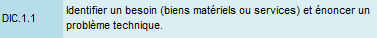 DIC.1.1 Identifier un besoin (biens matériels ou services) et énoncer un
problème technique.